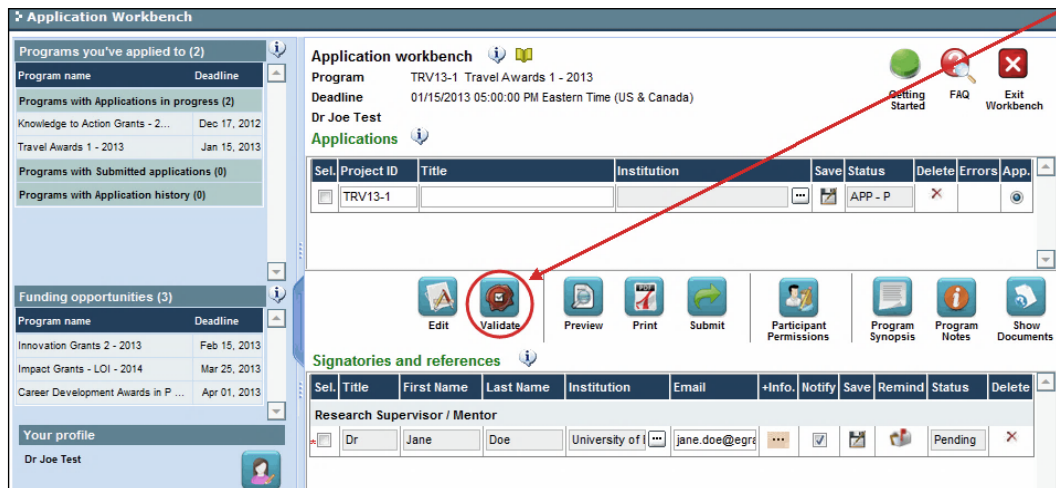 Application Workbench
Programs you've applied to (2)
Program name Deadline
Programs with Applications in progress (2)
Knowledge to Action Grants - 2... Dec 17, 2012
Travel Awards 1 - 2013 Jan 15, 2013
Programs with Submitted applications (0)
Programs with Application history (0)
Funding opportunities (3)
Program name Deadline
Innovation Grants 2 - 2013 Feb 15, 2013
Impact Grants - LOI - 2014 Mar 25, 2013
Career Development Awards in P ... Apr 01, 2013
Your profile
Dr Joe Test
Application workbench
Program TRV13-1 Travel Awards 1 - 2013
Deadline 01/15/2013 05:00:00 PM Eastern Time (US & Canada)
Dr Joe Test
Applications
Getting Started
FAQ
Exit Workbench
Sel. Project ID Title Institution Save Status Delete Errors App.
TRV13-1 ... APP - P
Edit Validate Preview Print Submit Participant Permissions Program Synopsis Program Notes Show Documents
Signatories and references
Sel. Title First Name Last Name Institution Email +Info. Notify Save Remind Status Delete
Research Supervisor / Mentor
Dr Jane Doe University of ... jane.doe@egra ... Pending